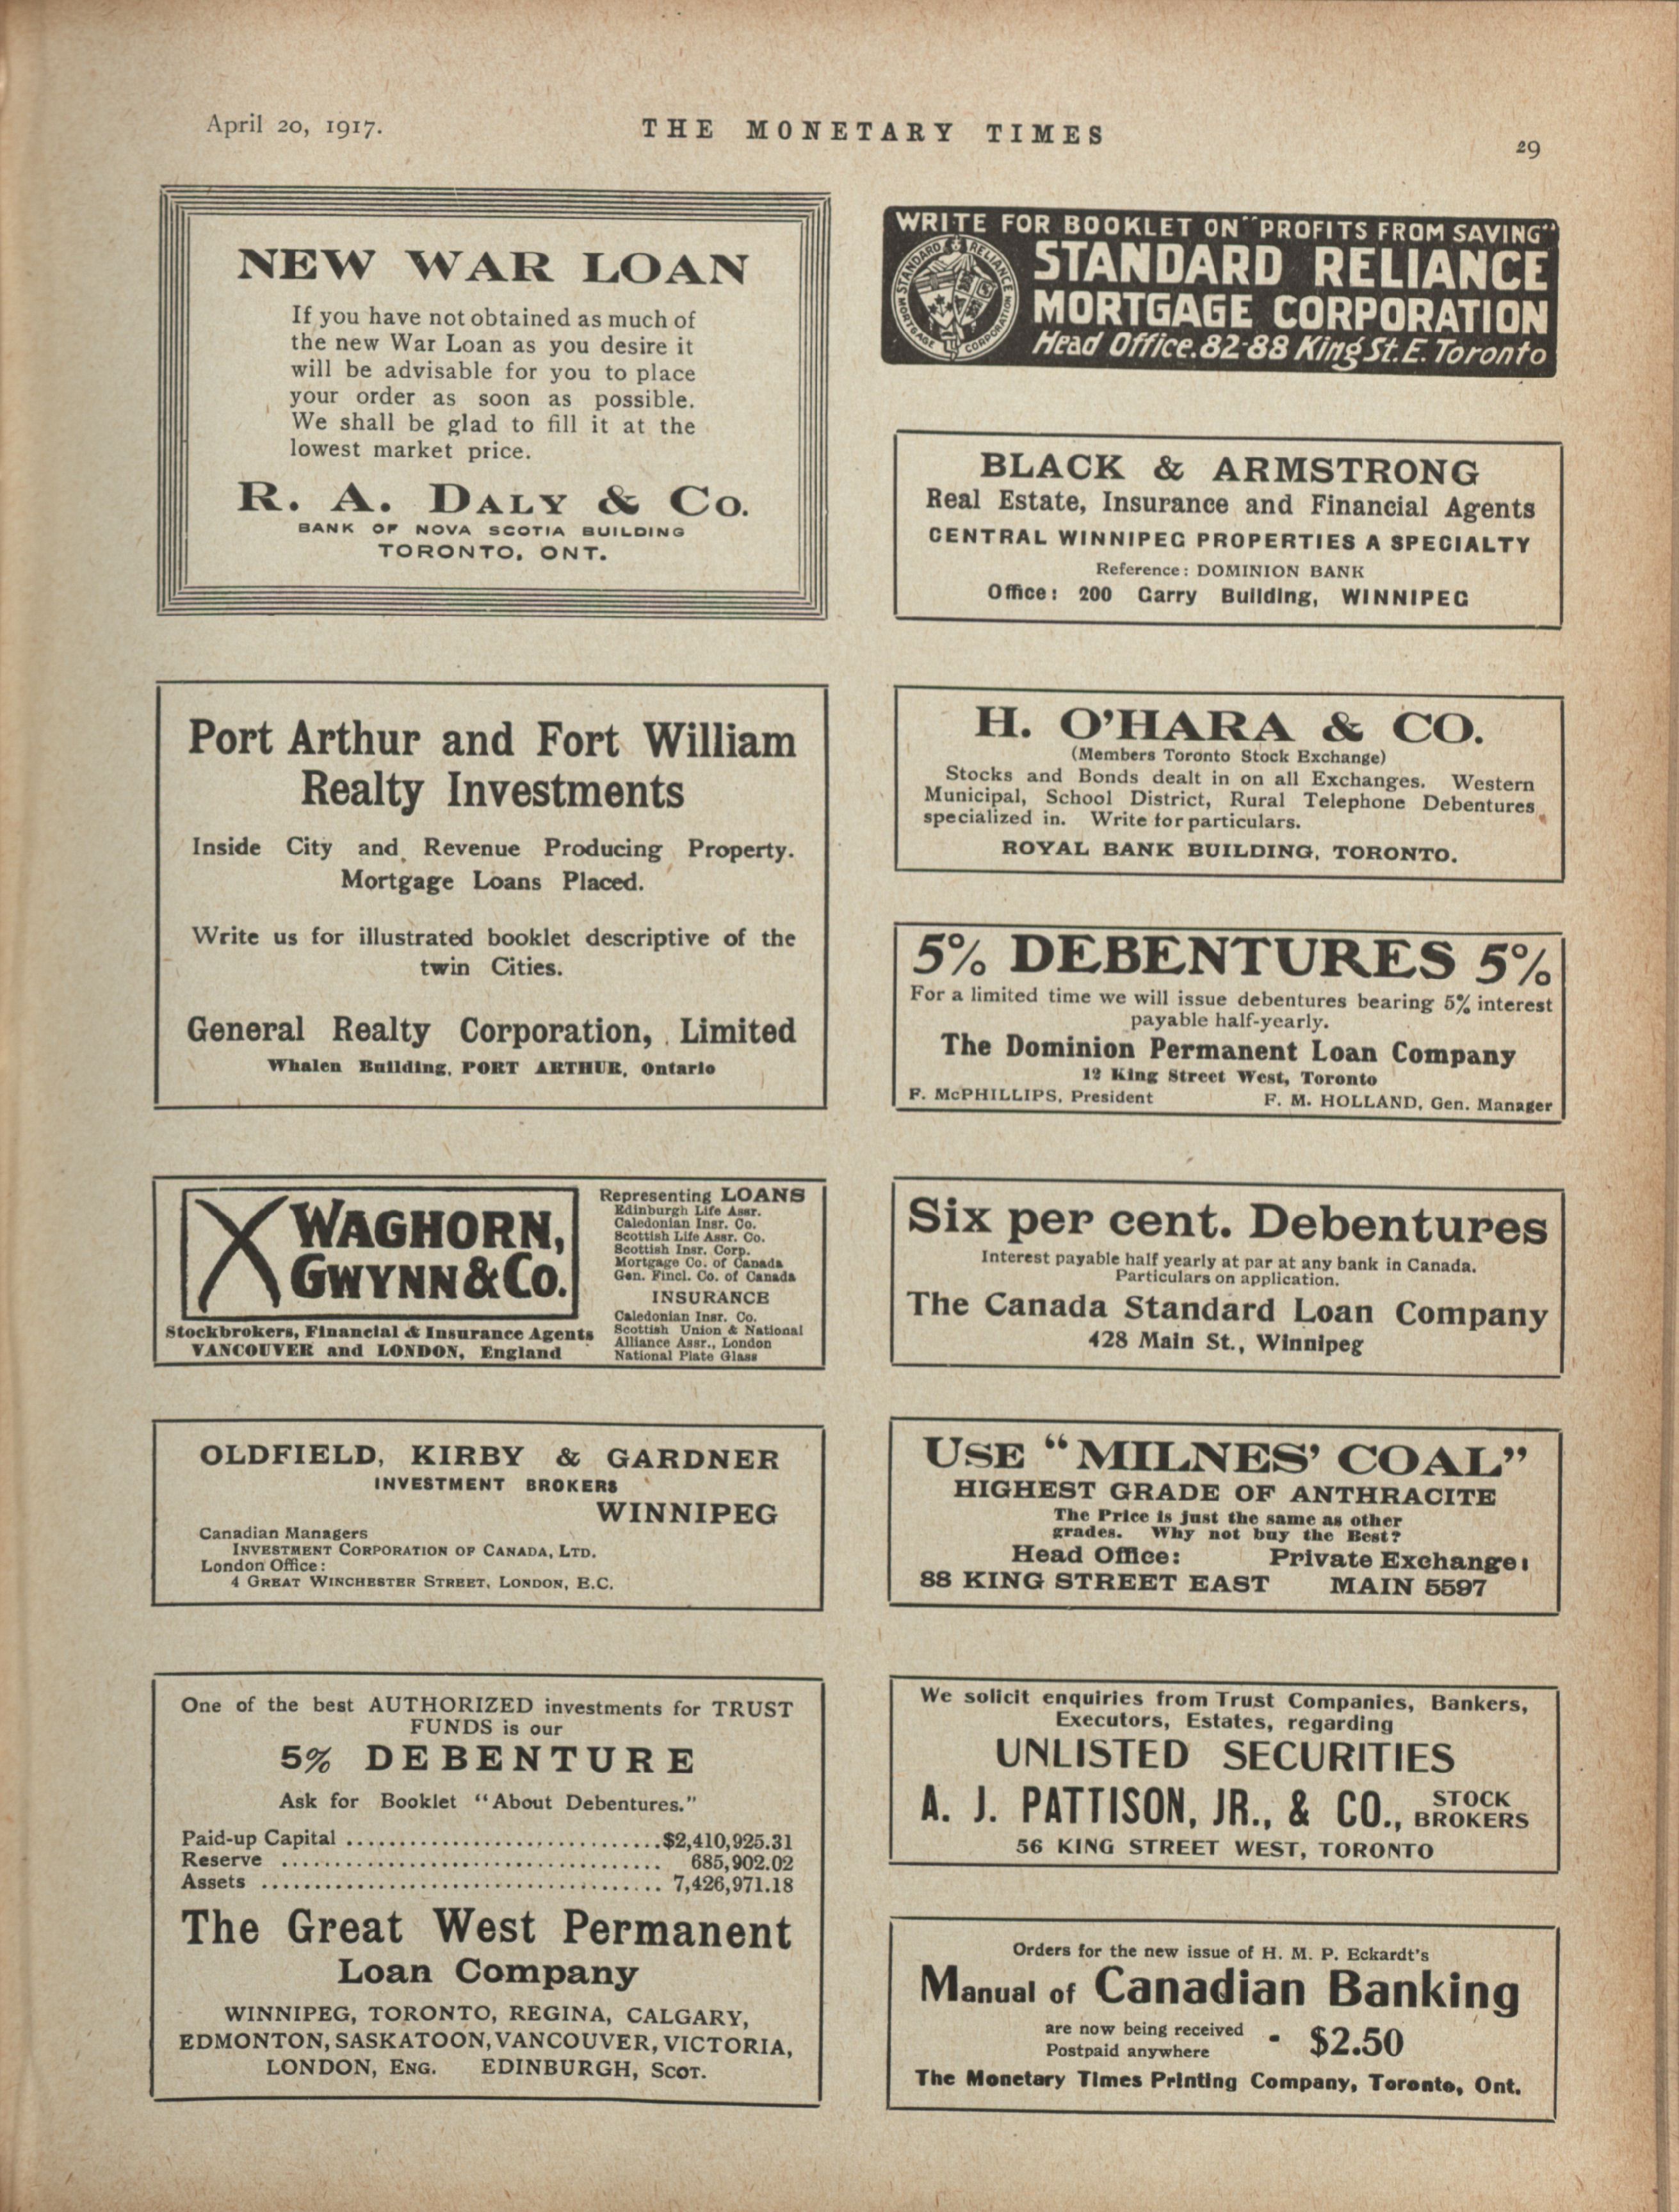 April 20, 1917.
THE MONETARY TIMES
29
NEW WAR LOAN
If you have not obtained as much of
the new War Loan as you desire it
will be advisable for you to place
your order as soon as possible.
We shall be glad to fill it at the
lowest market price.
R. A. DALY & CO.
BANK OF NOVA SCOTIA BUILDING
TORONTO, ONT.
Port Arthur and Fort William
Realty Investments
Inside City and Revenue Producing Property.
Mortgage Loans Placed.
Write us for illustrated booklet descriptive of the
twin Cities.
General Realty Corporation, Limited
Whalen Building, PORT ARTHUR, Ontario
WAGHORN,
GWYNN & CO.
Stockbrokers, Financial & Insurance Agents
VANCOUVER and LONDON, England
Representing LOANS
Edinburgh Life Assr.
Caledonian Insr. Co.
Scottish Life Assr. Co.
Scottish Insr. Corp.
Mortgage Co. of Canada
Gen. Fincl. Co. of Canada
INSURANCE
Caledonian Insr. Co.
Scottish Union & National
Alliance Assr., London
National Plate Glass
OLDFIELD, KIRBY & GARDNER
INVESTMENT BROKERS
WINNIPEG
Canadian Managers
INVESTMENT CORPORATION OF CANADA, LTD.
London Office:
4 GREAT WINCHESTER STREET, LONDON, E.C.
One of the best AUTHORIZED investments for TRUST
FUNDS is our
5% DEBENTURE
Ask for Booklet "About Debentures."
Paid-up Capital ..............................$2,410,925.31
Reserve .................................... 685,902.02
Assets ...................................... 7,426,971.18
The Great West Permanent
Loan Company
WINNIPEG, TORONTO, REGINA, CALGARY,
EDMONTON, SASKATOON, VANCOUVER, VICTORIA,
LONDON, ENG. EDINBURGH, SCOT.
WRITE FOR BOOKLET ON "PROFITS FROM SAVING"
STANDARD RELIANCE
MORTGAGE CORPORATION
Head Office. 82-88 King St. E. Toronto
STANDARD RELIANCE
MORTGAGE CORPORATION
BLACK & ARMSTRONG
Real Estate, Insurance and Financial Agents
CENTRAL WINNIPEG PROPERTIES A SPECIALTY
Reference: DOMINION BANK
Office: 200 Garry Building, WINNIPEG
H. O'HARA & CO.
(Members Toronto Stock Exchange)
Stocks and Bonds dealt in on all Exchanges. Western
Municipal, School District, Rural Telephone Debentures
specialized in. Write for particulars.
ROYAL BANK BUILDING, TORONTO.
5% DEBENTURES 5%
For a limited time we will issue debentures bearing 5% interest
payable half-yearly.
The Dominion Permanent Loan Company
12 King Street West, Toronto
F. McPHILLIPS, President F. M. HOLLAND, Gen. Manager
Six per cent. Debentures
Interest payable half yearly at par at any bank in Canada.
Particulars on application.
The Canada Standard Loan Company
428 Main St., Winnipeg
USE "MILNES' COAL"
HIGHEST GRADE OF ANTHRACITE
The Price is just the same as other
grades. Why not buy the Best?
Head Office: Private Exchange:
88 KING STREET EAST MAIN 5597
We solicit enquiries from Trust Companies, Bankers,
Executors, Estates, regarding
UNLISTED SECURITIES
A. J. PATTISON, JR., & CO., STOCK BROKERS
56 KING STREET WEST, TORONTO
Orders for the new issue of H. M. P. Eckardt's
Manual of Canadian Banking
are now being received
Postpaid anywhere - $2.50
The Monetary Times Printing Company, Toronto, Ont.